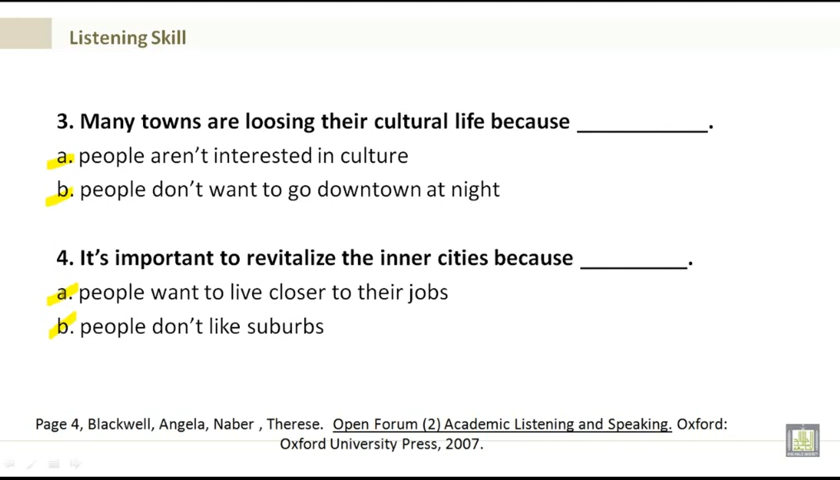 Listening Skill
3. Many towns are loosing their cultural life because ____________.
a. people aren't interested in culture
b. people don't want to go downtown at night
4. It's important to revitalize the inner cities because __________.
a. people want to live closer to their jobs
b. people don't like suburbs
Page 4, Blackwell, Angela, Naber , Therese. Open Forum (2) Academic Listening and Speaking. Oxford:
Oxford University Press, 2007.